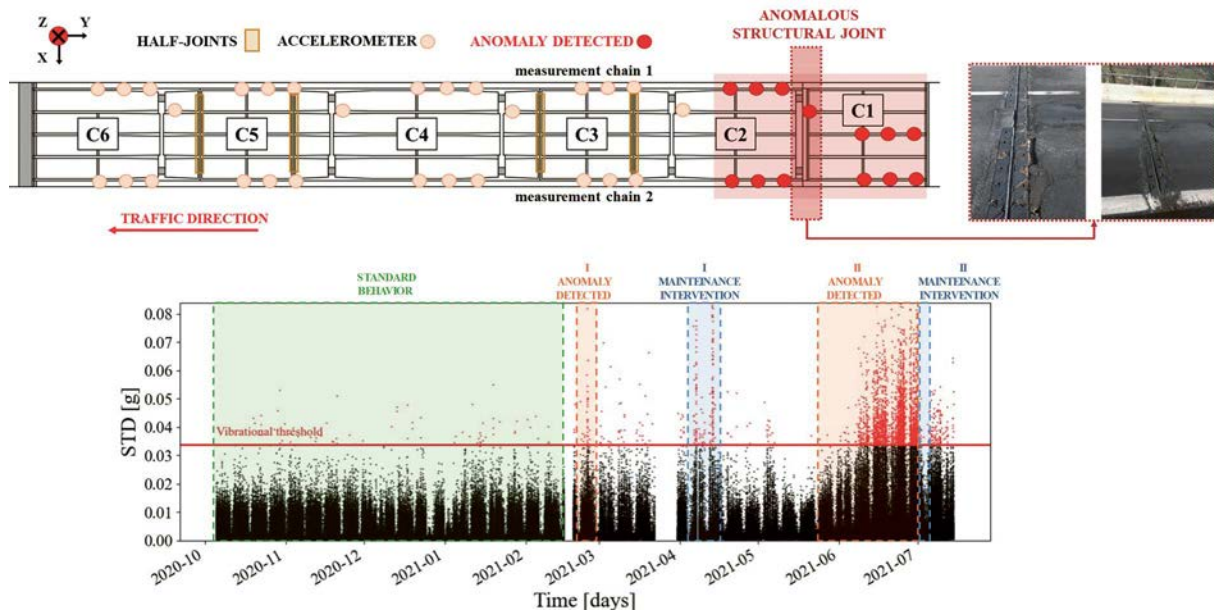 Z
Y
X
HALF-JOINTS
ACCELEROMETER
ANOMALY DETECTED
ANOMALOUS
STRUCTURAL JOINT
measurement chain 1
C6
C5
C4
C3
C2
C1
measurement chain 2
TRAFFIC DIRECTION
STANDARD
BEHAVIOR
I
ANOMALY
DETECTED
I
MAINTEINANCE
INTERVENTION
II
ANOMALY
DETECTED
II
MAINTEINANCE
INTERVENTION
STD [g]
0.08
0.07
0.06
0.05
0.04
Vibrational threshold
0.03
0.02
0.01
0.00
2020-10
2020-11
2020-12
2021-01
2021-02
2021-03
2021-04
2021-05
2021-06
2021-07
Time [days]